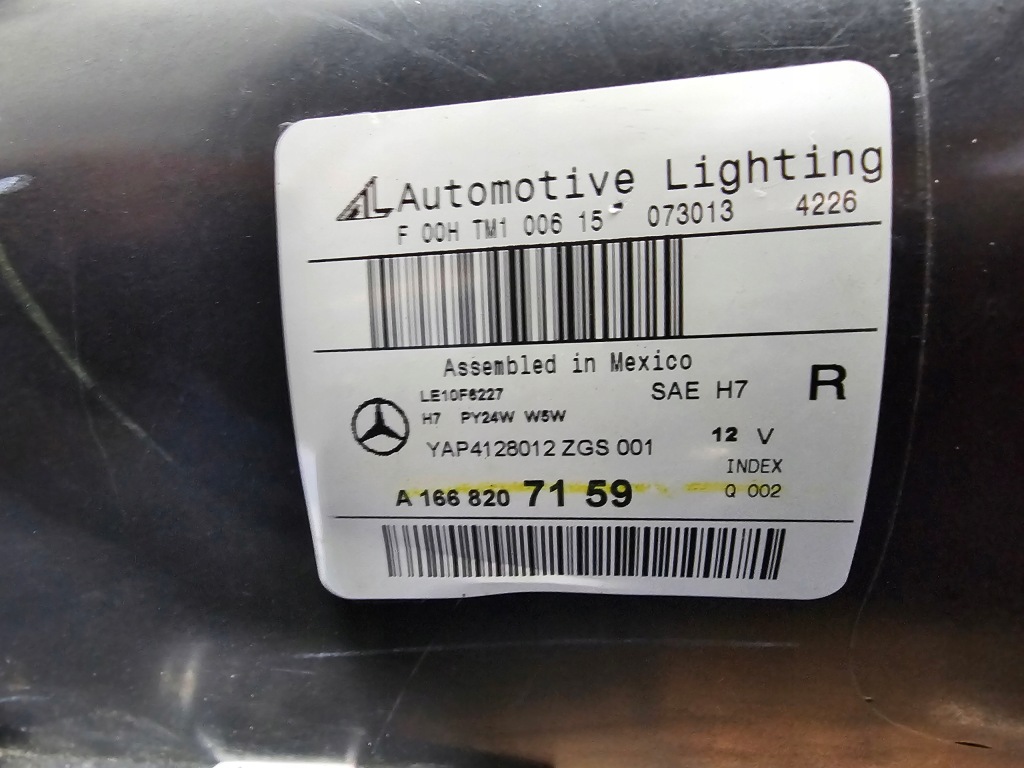 AL Automotive Lighting
F 00H TM1 006 15 073013 4226
Assembled in Mexico
LE10F6227 SAE H7 R
H7 PY24W W5W
YAP4128012 ZGS 001 12 V
INDEX
A 166 820 71 59 Q 002